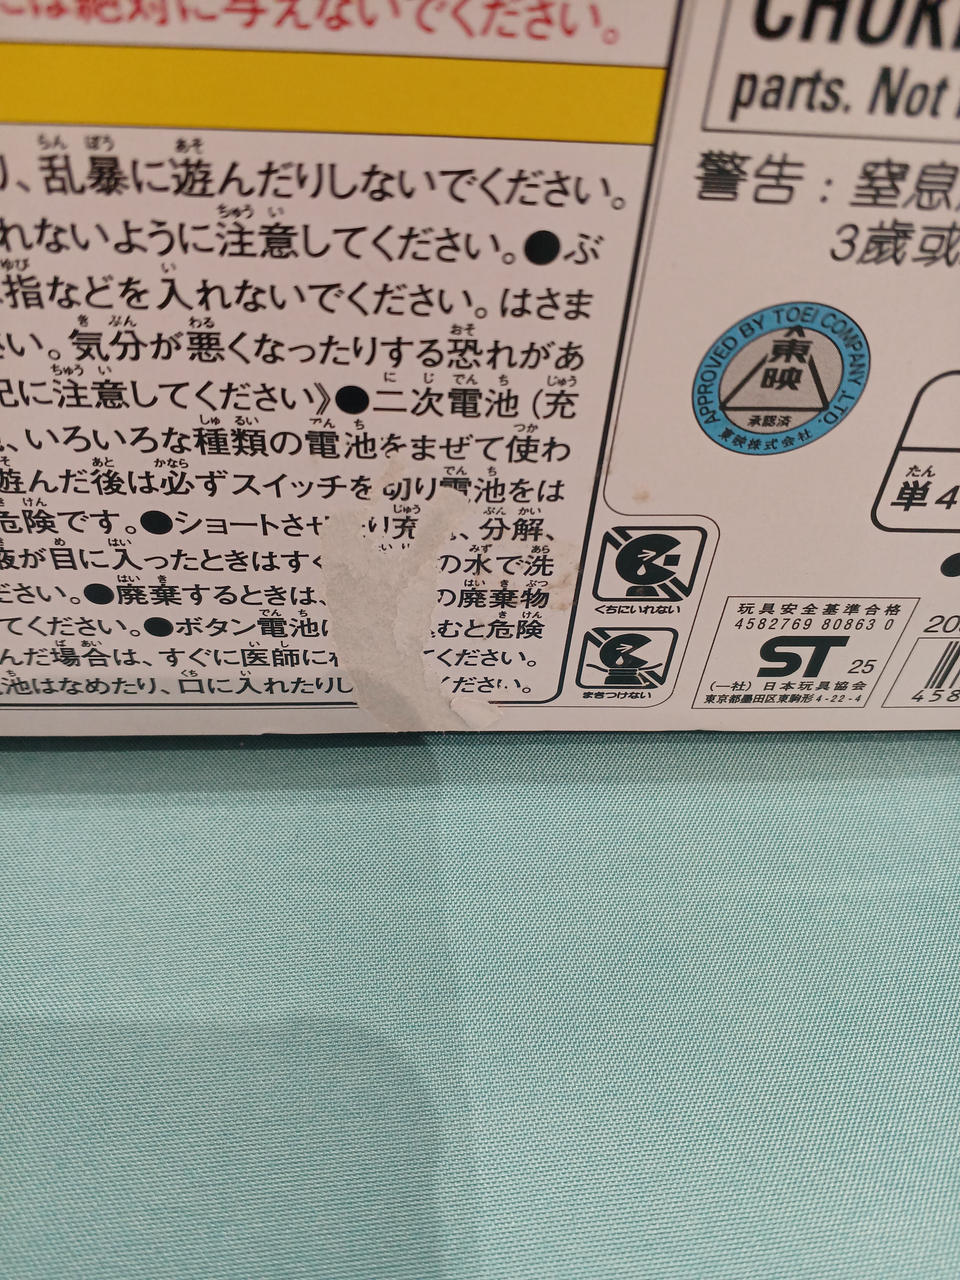 には絶対に与えないでください。
、乱暴に遊んだりしないでください。
れないように注意してください。●ぶ
指などを入れないでください。はさま
い。気分が悪くなったりする恐れがあ
記に注意してください》●二次電池(充
、いろいろな種類の電池をまぜて使わ
遊んだ後は必ずスイッチを切り電池をは
危険です。●ショートさせ り充 、分解、
液が目に入ったときはすぐ の水で洗
ださい。●廃棄するときは、 の廃棄物
てください。●ボタン電池 むと危険
んだ場合は、すぐに医師に ください。
池はなめたり、口に入れたりし ください。
くちにいれない
まきつけない
parts. Not
警告:窒息
3歲或
APPROVED BY TOEI COMPANY, LTD.
東映
承認済
東映株式会社
単4
玩具安全基準合格
4582769 80863 0
ST 25
(一社)日本玩具協会
東京都墨田区東駒形4-22-4
20
458